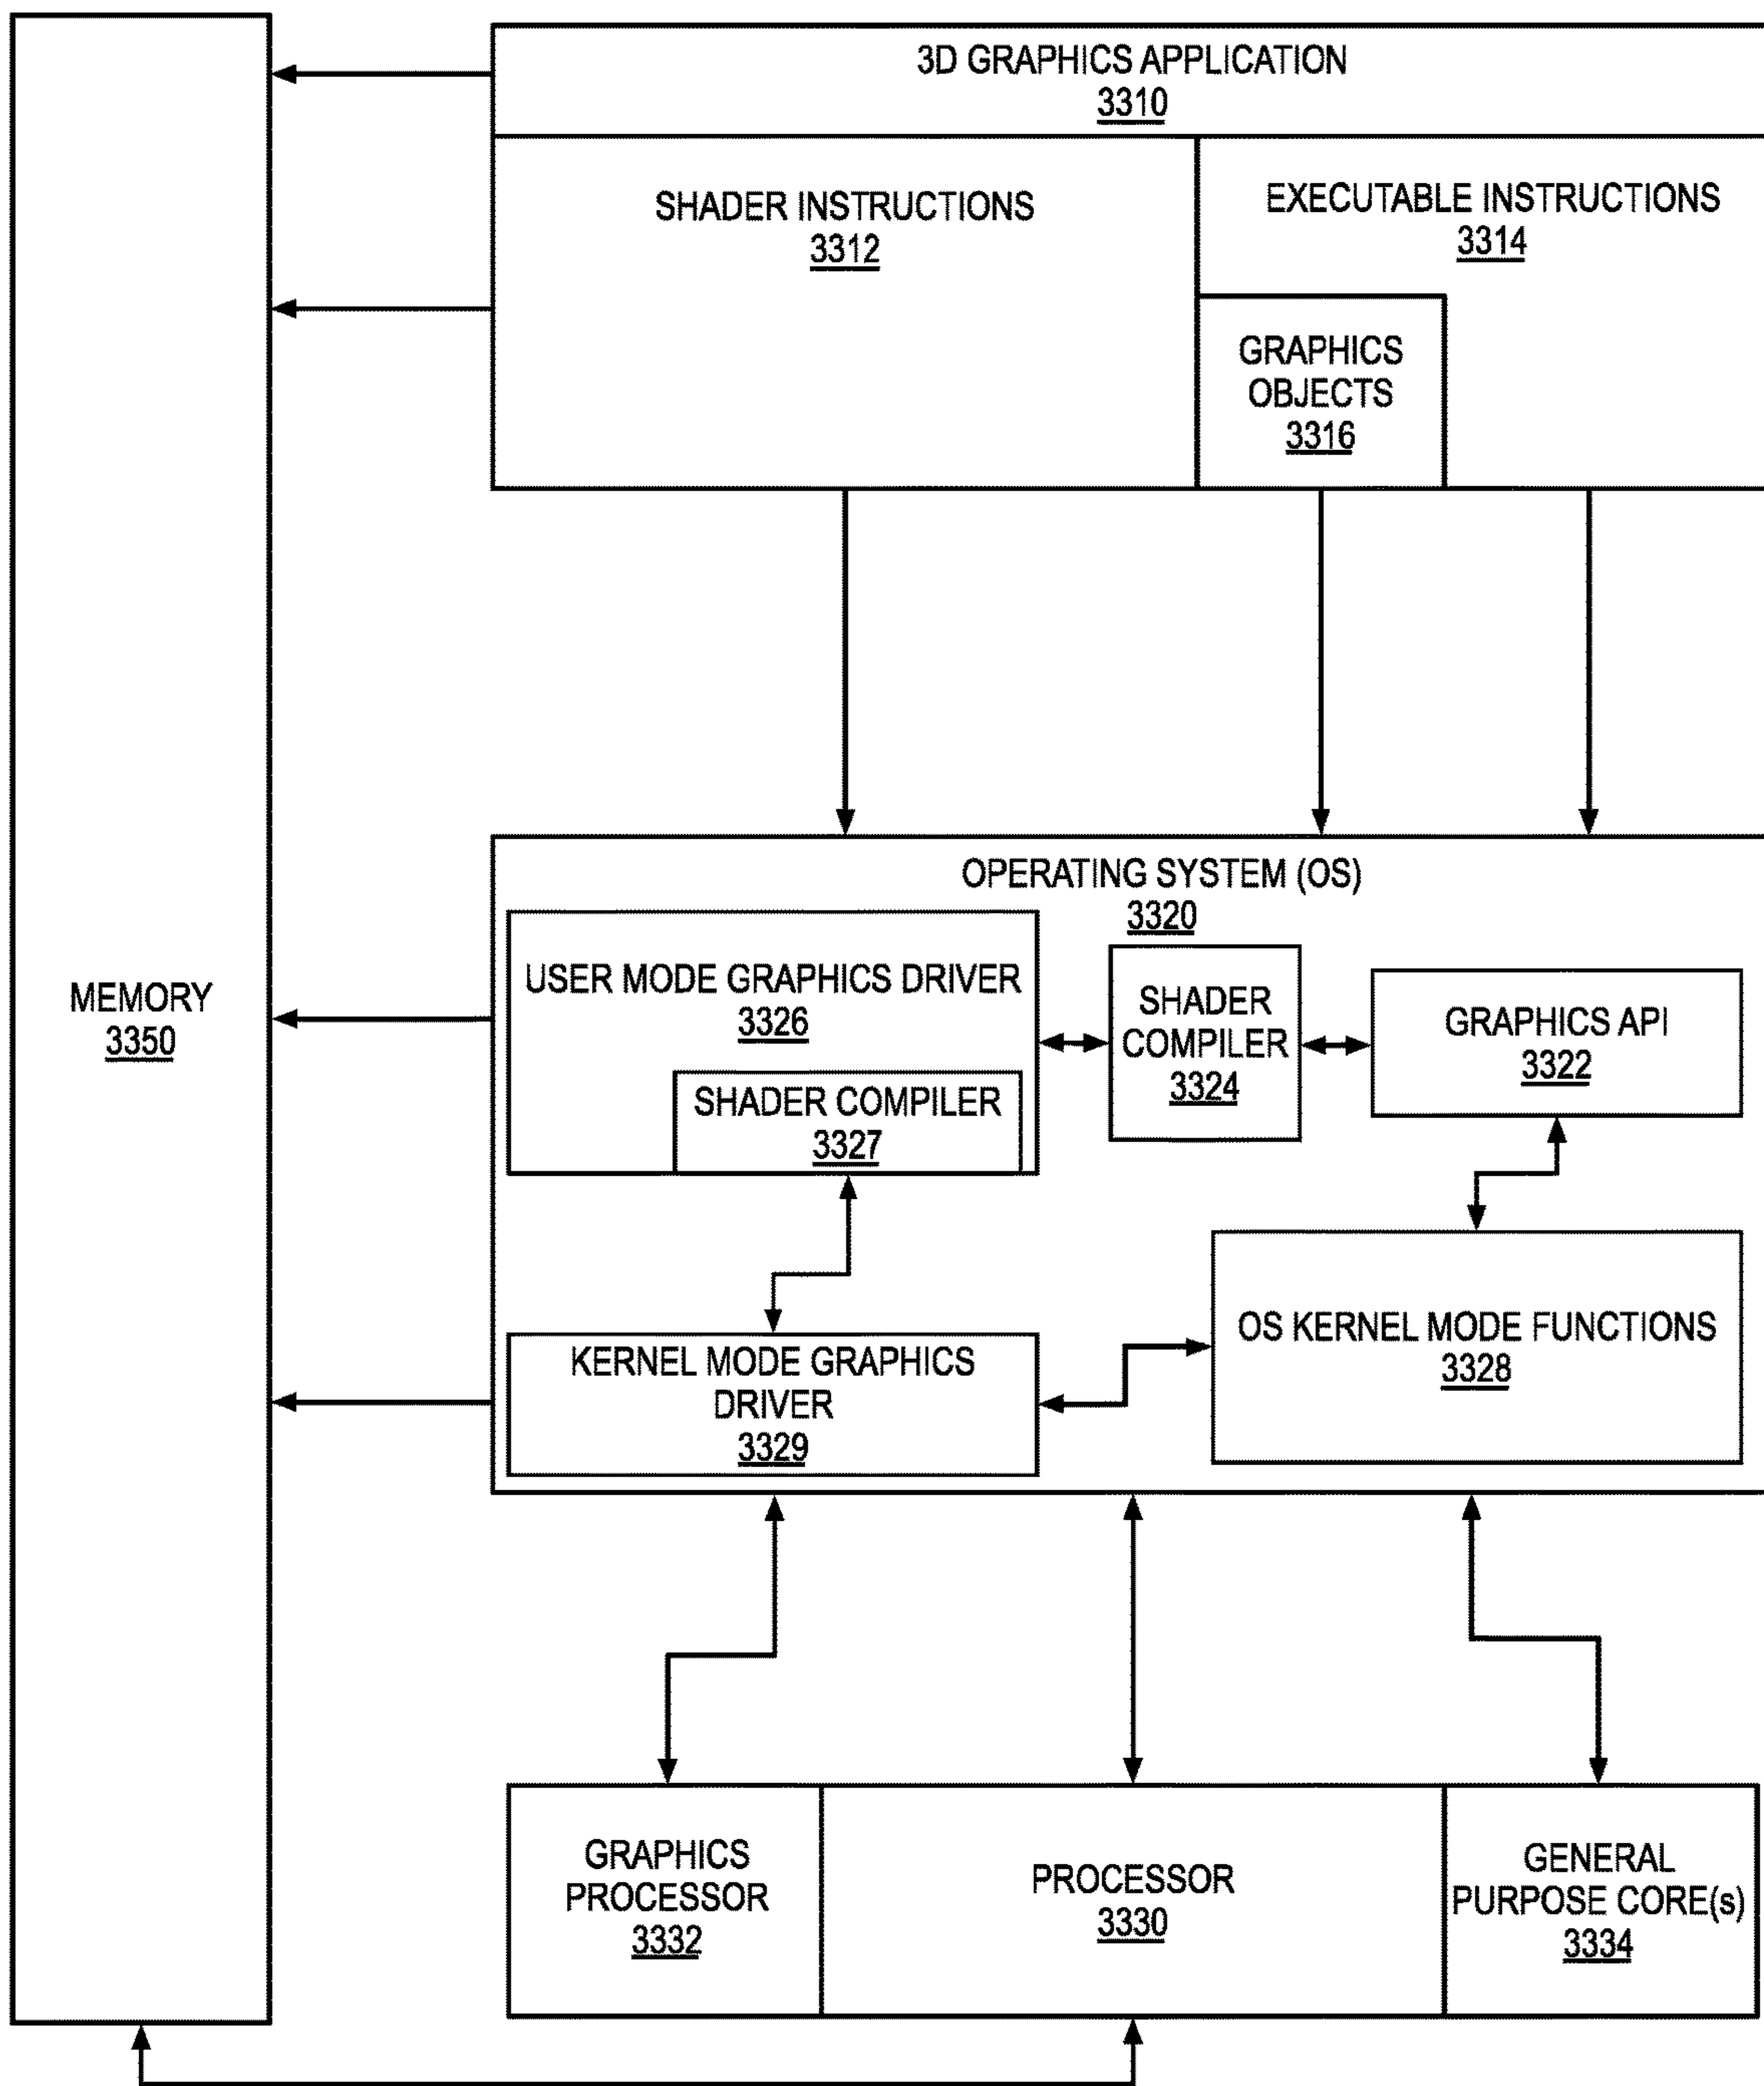 3D GRAPHICS APPLICATION
3310
SHADER INSTRUCTIONS
3312
EXECUTABLE INSTRUCTIONS
3314
GRAPHICS
OBJECTS
3316
MEMORY
3350
OPERATING SYSTEM (OS)
3320
USER MODE GRAPHICS DRIVER
3326
SHADER COMPILER
3327
SHADER
COMPILER
3324
GRAPHICS API
3322
KERNEL MODE GRAPHICS
DRIVER
3329
OS KERNEL MODE FUNCTIONS
3328
GRAPHICS
PROCESSOR
3332
PROCESSOR
3330
GENERAL
PURPOSE CORE(s)
3334